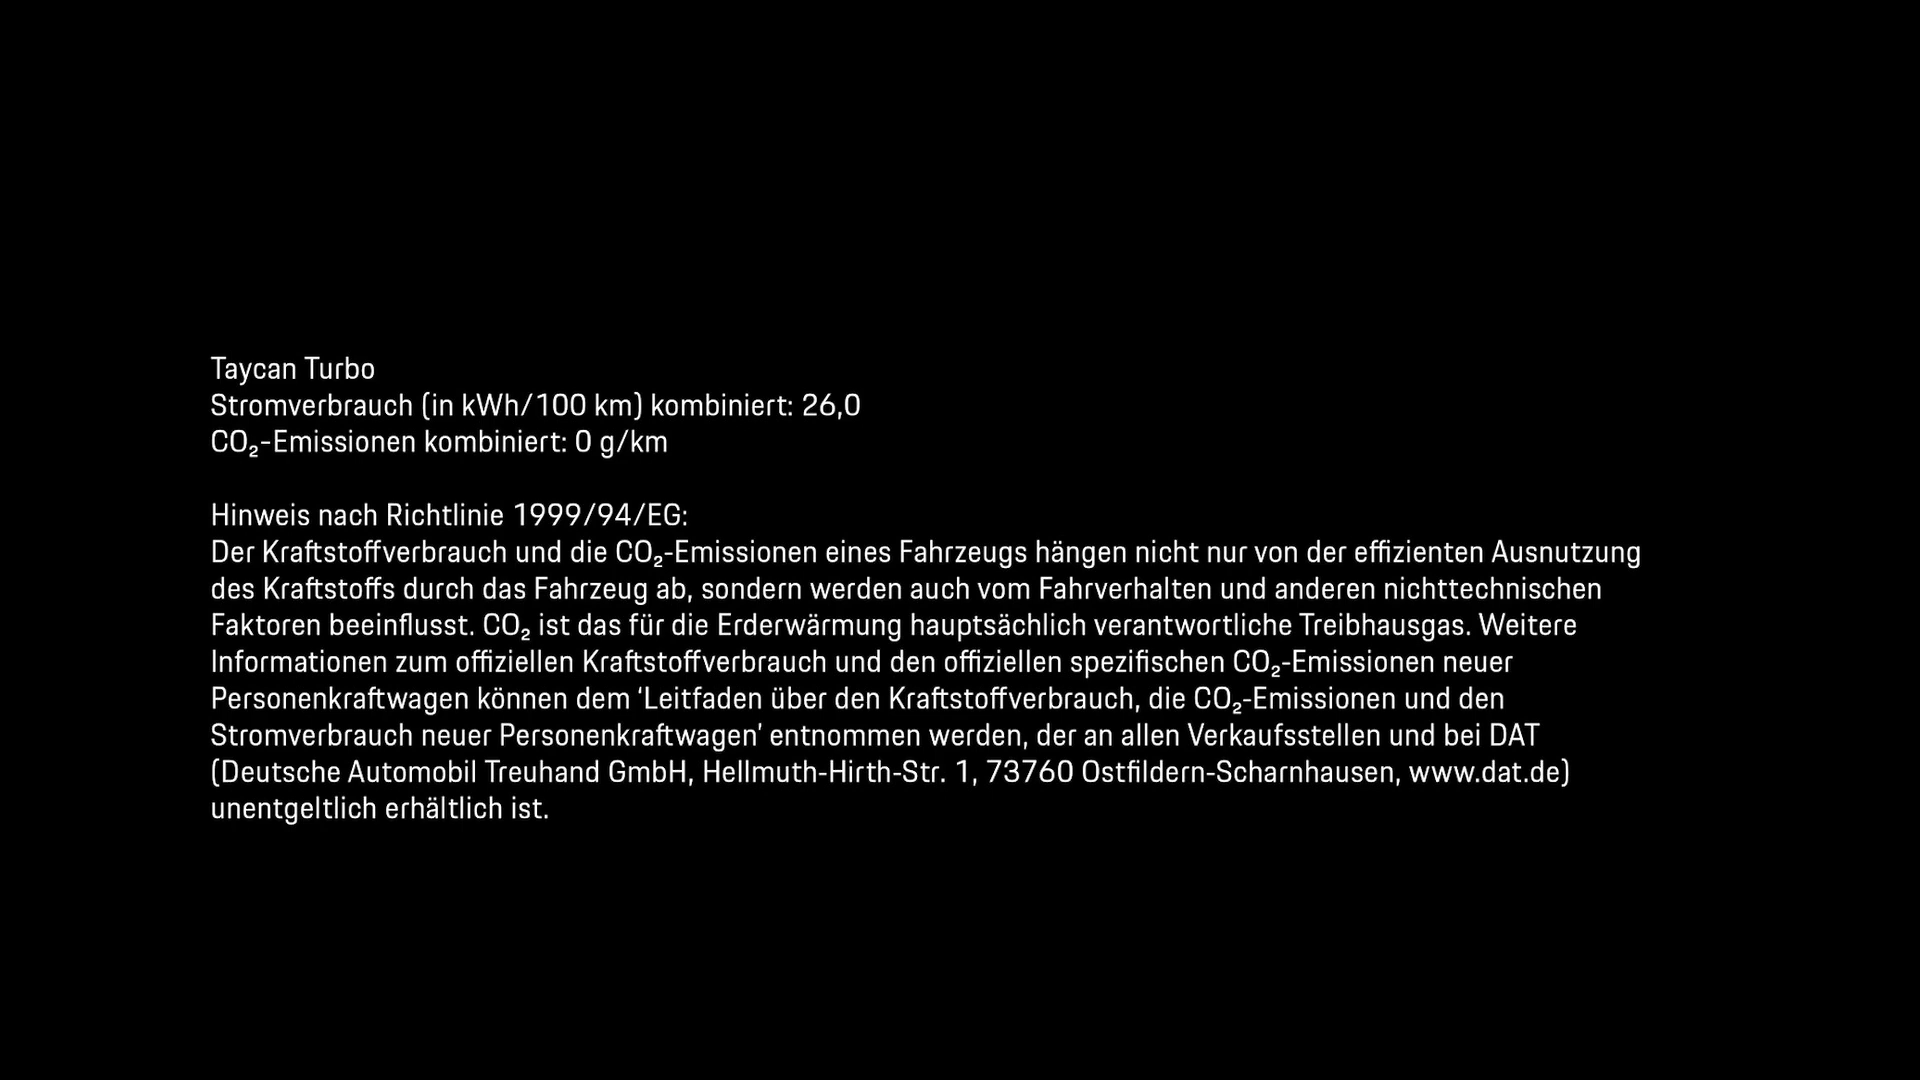 Taycan Turbo
Stromverbrauch (in kWh/100 km) kombiniert: 26,0
CO₂-Emissionen kombiniert: 0 g/km
Hinweis nach Richtlinie 1999/94/EG:
Der Kraftstoffverbrauch und die CO₂-Emissionen eines Fahrzeugs hängen nicht nur von der effizienten Ausnutzung
des Kraftstoffs durch das Fahrzeug ab, sondern werden auch vom Fahrverhalten und anderen nichttechnischen
Faktoren beeinflusst. CO₂ ist das für die Erderwärmung hauptsächlich verantwortliche Treibhausgas. Weitere
Informationen zum offiziellen Kraftstoffverbrauch und den offiziellen spezifischen CO₂-Emissionen neuer
Personenkraftwagen können dem ‘Leitfaden über den Kraftstoffverbrauch, die CO₂-Emissionen und den
Stromverbrauch neuer Personenkraftwagen’ entnommen werden, der an allen Verkaufsstellen und bei DAT
(Deutsche Automobil Treuhand GmbH, Hellmuth-Hirth-Str. 1, 73760 Ostfildern-Scharnhausen, www.dat.de)
unentgeltlich erhältlich ist.